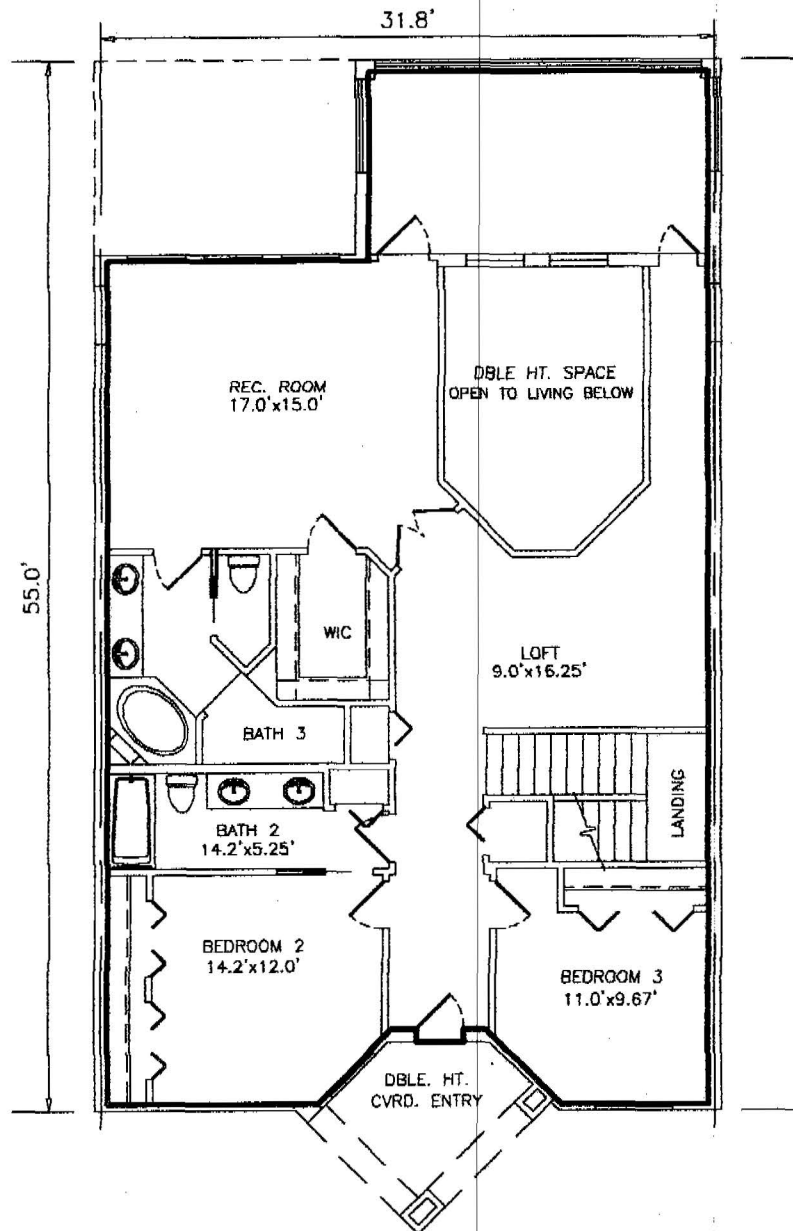 31.8'
55.0'
REC. ROOM
17.0'x15.0'
DBLE HT. SPACE
OPEN TO LIVING BELOW
WIC
LOFT
9.0'x16.25'
BATH 3
LANDING
BATH 2
14.2'x5.25'
BEDROOM 2
14.2'x12.0'
BEDROOM 3
11.0'x9.67'
DBLE. HT.
CVRD. ENTRY